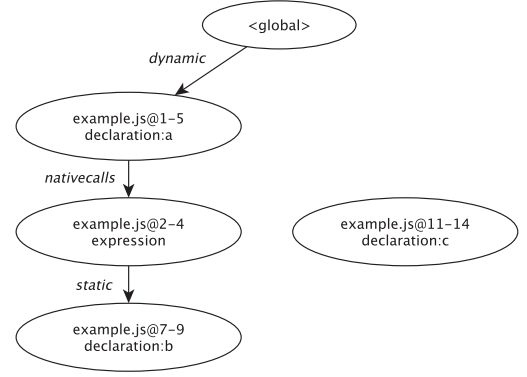 <global>
dynamic
example.js@1-5
declaration:a
nativecalls
example.js@2-4
expression
example.js@11-14
declaration:c
static
example.js@7-9
declaration:b